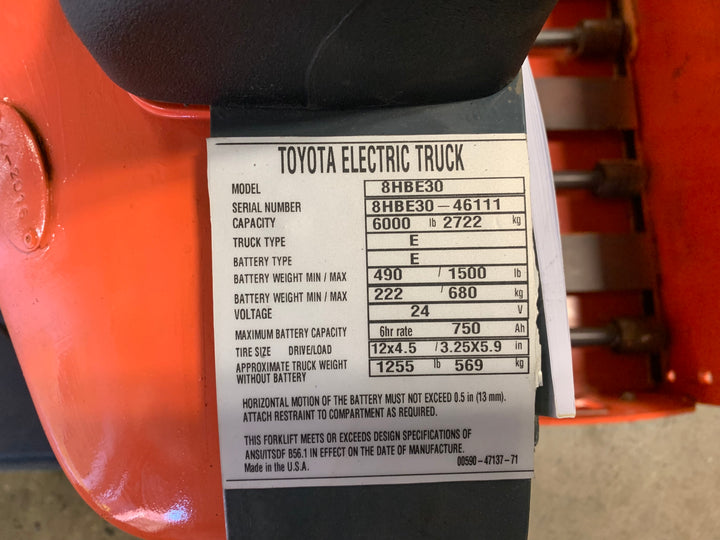 TOYOTA ELECTRIC TRUCK
MODEL 8HBE30
SERIAL NUMBER 8HBE30-46111
CAPACITY 6000 lb 2722 kg
TRUCK TYPE E
BATTERY TYPE E
BATTERY WEIGHT MIN / MAX 490 / 1500 lb
BATTERY WEIGHT MIN / MAX 222 / 680 kg
VOLTAGE 24 V
MAXIMUM BATTERY CAPACITY 6hr rate 750 Ah
TIRE SIZE DRIVE/LOAD 12x4.5 / 3.25X5.9 in
APPROXIMATE TRUCK WEIGHT 1255 lb 569 kg
WITHOUT BATTERY
HORIZONTAL MOTION OF THE BATTERY MUST NOT EXCEED 0.5 in (13 mm).
ATTACH RESTRAINT TO COMPARTMENT AS REQUIRED.
THIS FORKLIFT MEETS OR EXCEEDS DESIGN SPECIFICATIONS OF
ANSI/ITSDF B56.1 IN EFFECT ON THE DATE OF MANUFACTURE.
Made in the U.S.A. 00590-47137-71